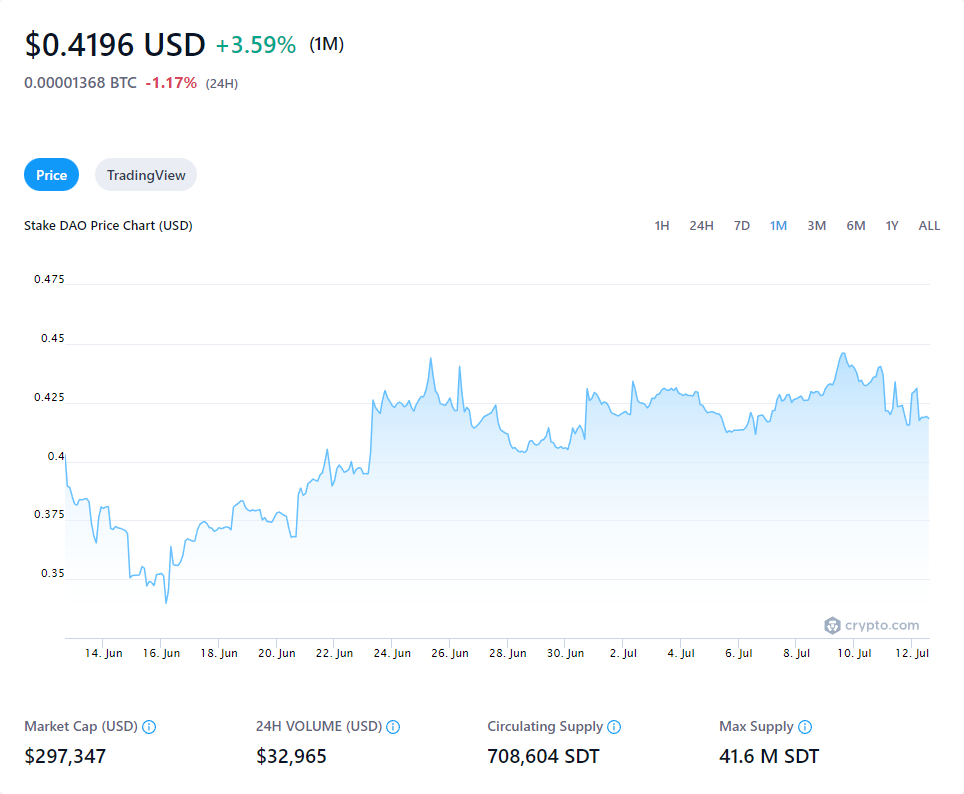 $0.4196 USD +3.59% (1M)
0.00001368 BTC -1.17% (24H)
Price TradingView
Stake DAO Price Chart (USD) 1H 24H 7D 1M 3M 6M 1Y ALL
0.475
0.45
0.425
0.4
0.375
0.35
crypto.com
14. Jun 16. Jun 18. Jun 20. Jun 22. Jun 24. Jun 26. Jun 28. Jun 30. Jun 2. Jul 4. Jul 6. Jul 8. Jul 10. Jul 12. Jul
Market Cap (USD) 24H VOLUME (USD) Circulating Supply Max Supply
$297,347 $32,965 708,604 SDT 41.6 M SDT